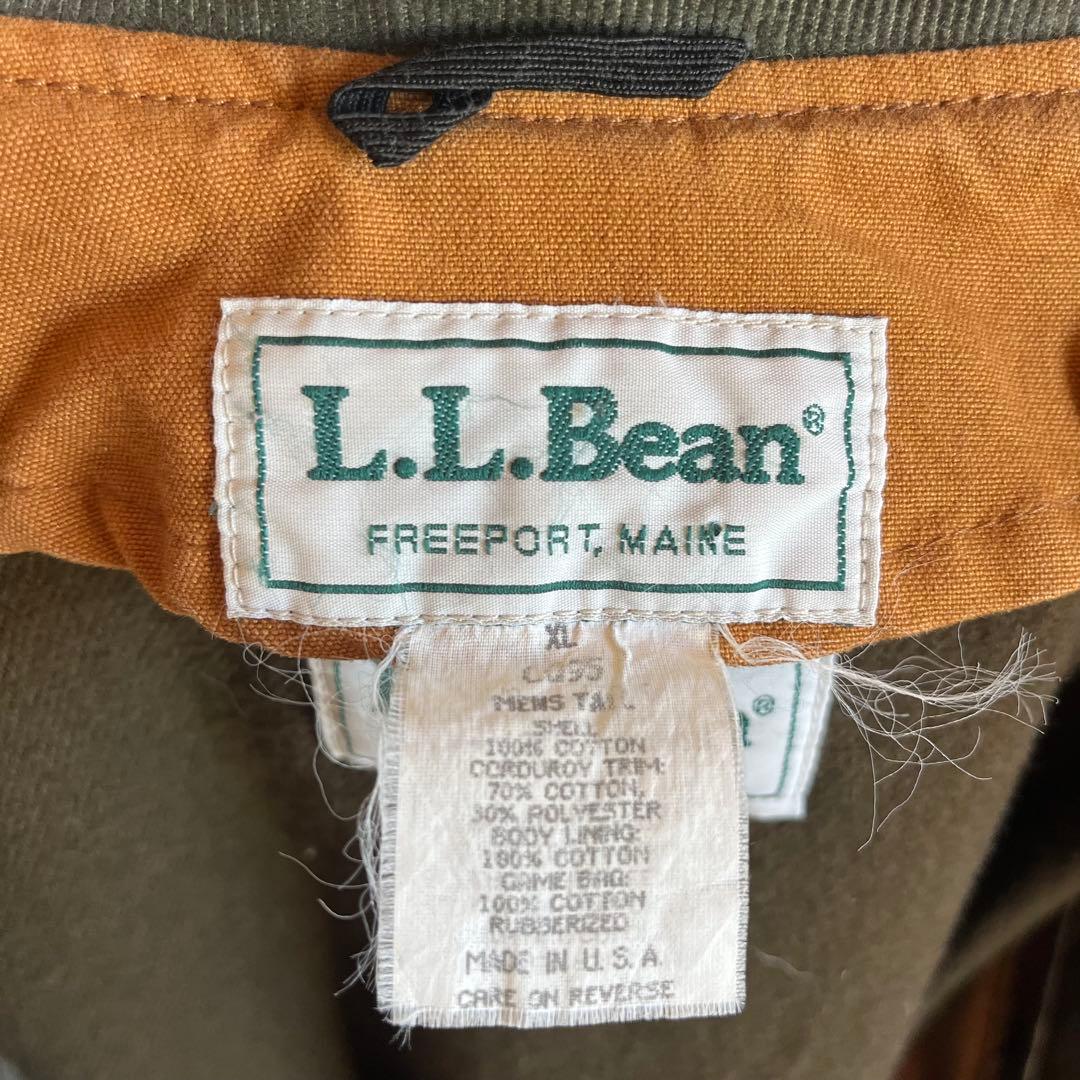 L.L.Bean®
FREEPORT, MAINE
XL
MENS
SHELL
100% COTTON
CORDUROY TRIM:
70% COTTON,
30% POLYESTER
BODY LINING:
100% COTTON
GAME BAG:
100% COTTON
RUBBERIZED
MADE IN U.S.A.
CARE ON REVERSE
n®